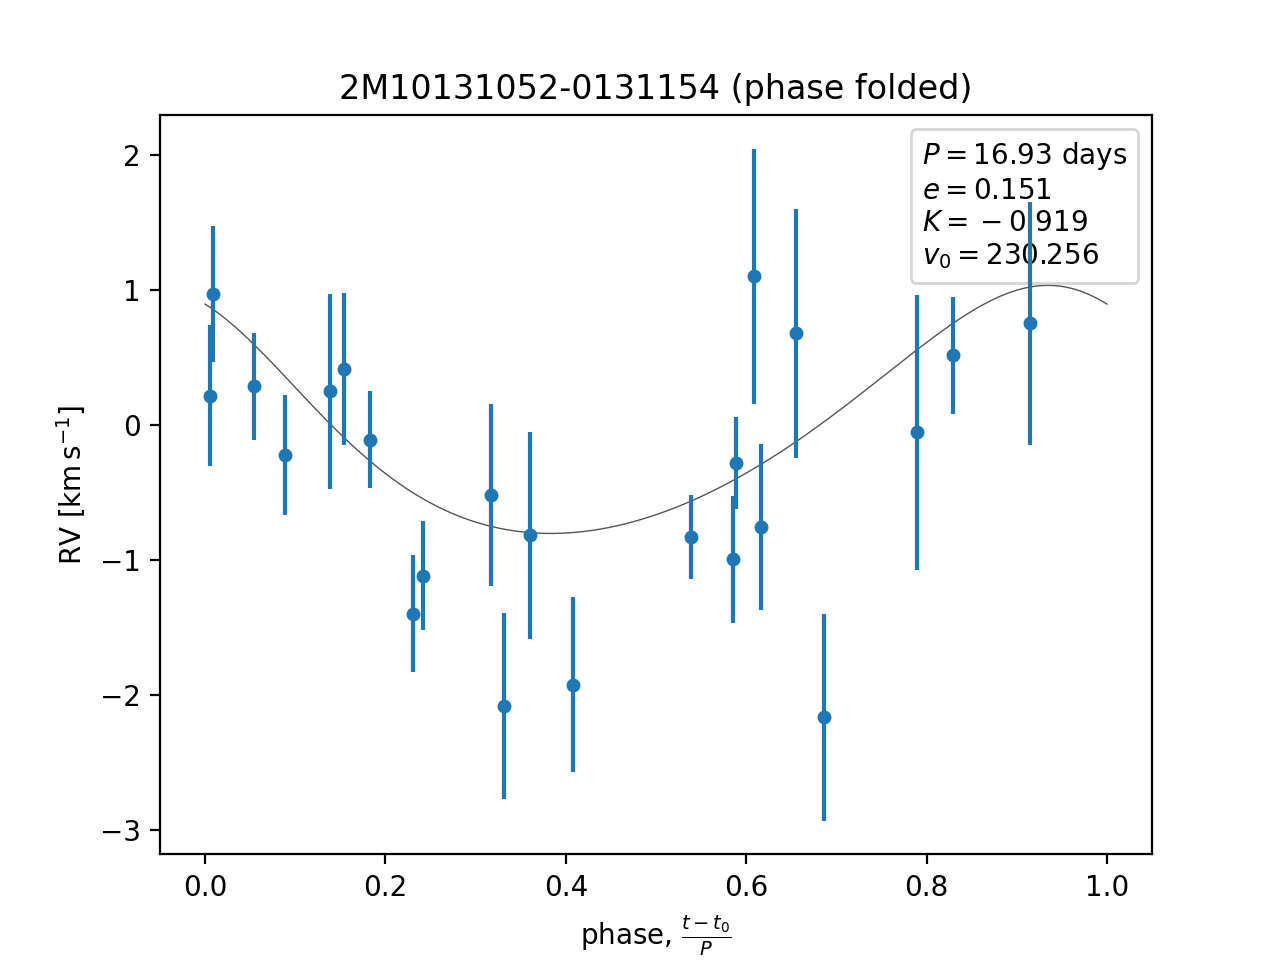 2M10131052-0131154 (phase folded)
P = 16.93 days
e = 0.151
K = −0.919
v₀ = 230.256
RV [km s⁻¹]
2
1
0
−1
−2
−3
0.0 0.2 0.4 0.6 0.8 1.0
phase, (t − t₀)/P